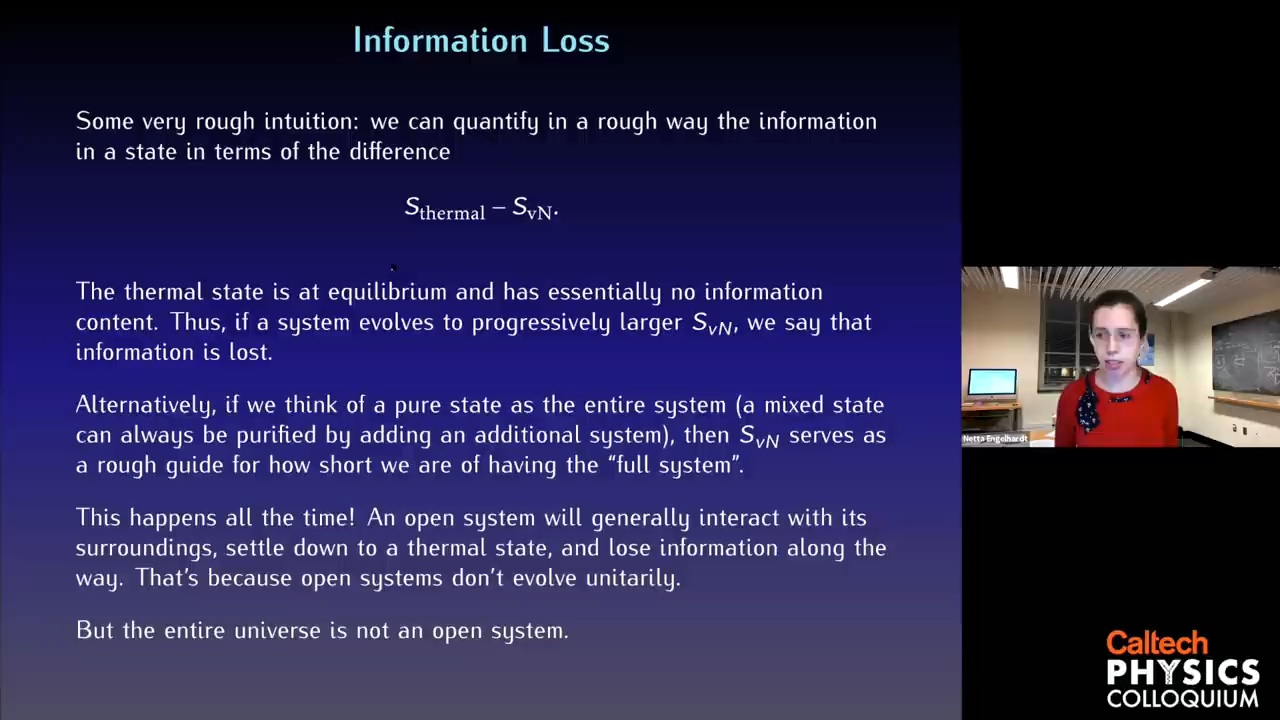 Information Loss
Some very rough intuition: we can quantify in a rough way the information
in a state in terms of the difference
S_thermal – S_vN.
The thermal state is at equilibrium and has essentially no information
content. Thus, if a system evolves to progressively larger S_vN, we say that
information is lost.
Alternatively, if we think of a pure state as the entire system (a mixed state
can always be purified by adding an additional system), then S_vN serves as
a rough guide for how short we are of having the “full system”.
This happens all the time! An open system will generally interact with its
surroundings, settle down to a thermal state, and lose information along the
way. That’s because open systems don’t evolve unitarily.
But the entire universe is not an open system.
Netta Engelhardt
Caltech
PHYSICS
COLLOQUIUM